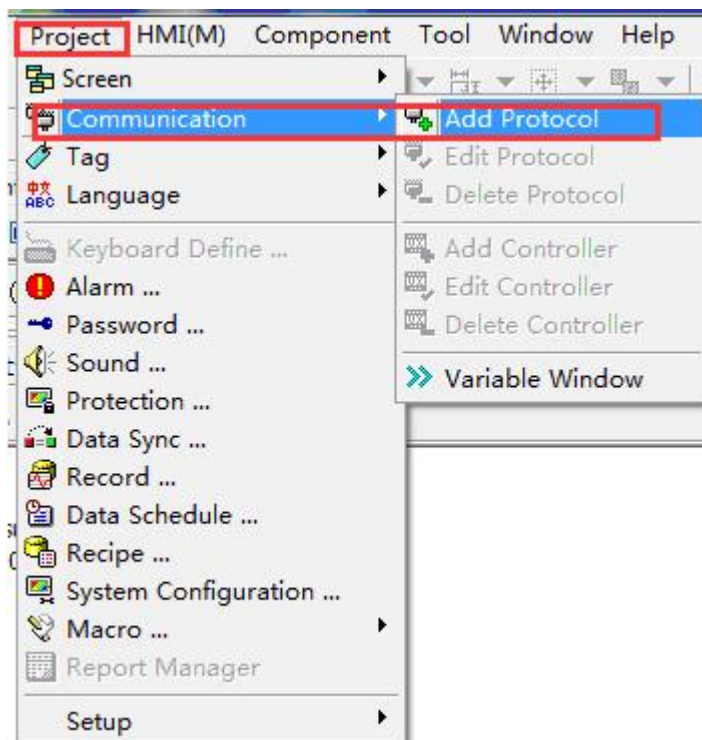 Project HMI(M) Component Tool Window Help
Screen
Communication
Tag
中文 ABC Language
Keyboard Define ...
Alarm ...
Password ...
Sound ...
Protection ...
Data Sync ...
Record ...
Data Schedule ...
Recipe ...
System Configuration ...
Macro ...
Report Manager
Setup
Add Protocol
Edit Protocol
Delete Protocol
Add Controller
Edit Controller
Delete Controller
Variable Window